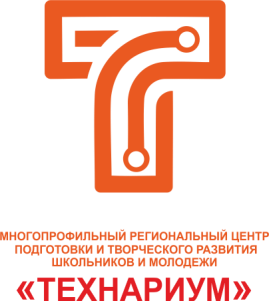 МНОГОПРОФИЛЬНЫЙ РЕГИОНАЛЬНЫЙ ЦЕНТР
ПОДГОТОВКИ И ТВОРЧЕСКОГО РАЗВИТИЯ
ШКОЛЬНИКОВ И МОЛОДЕЖИ
«ТЕХНАРИУМ»